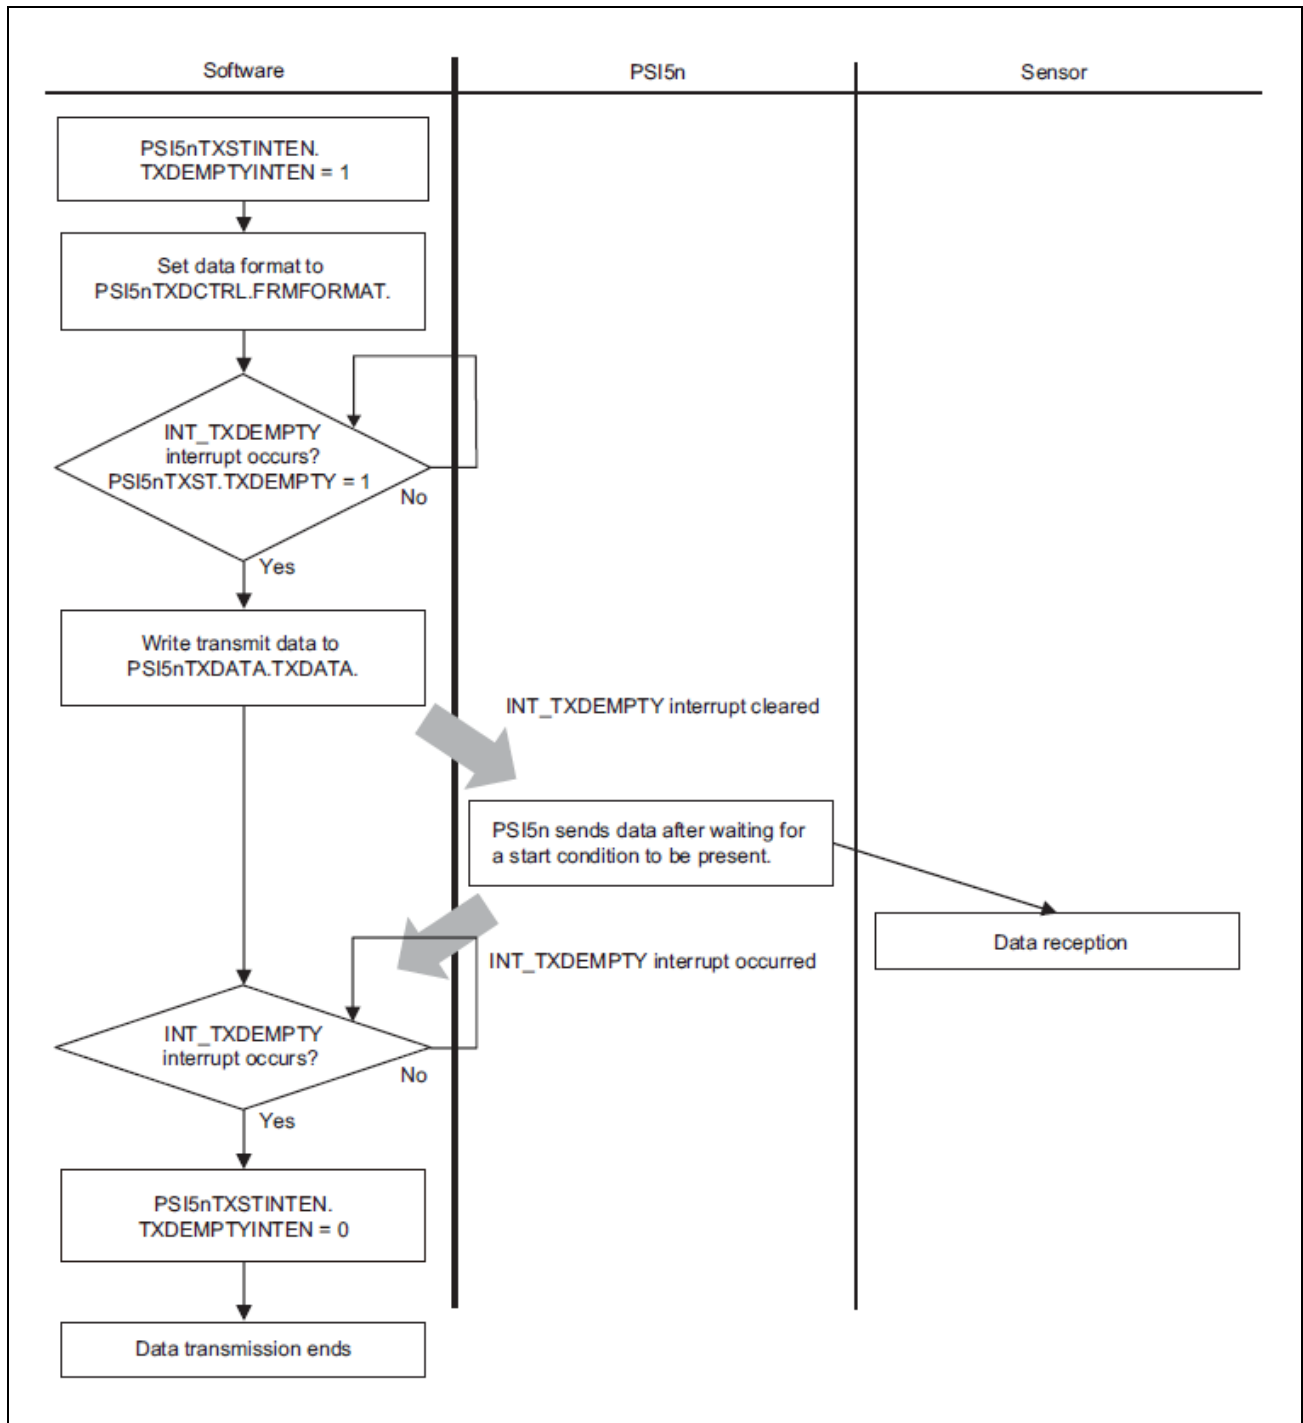 Software
PSI5n
Sensor
PSI5nTXSTINTEN.
TXDEMPTYINTEN = 1
Set data format to
PSI5nTXDCTRL.FRMFORMAT.
INT_TXDEMPTY
interrupt occurs?
PSI5nTXST.TXDEMPTY = 1
No
Yes
Write transmit data to
PSI5nTXDATA.TXDATA.
INT_TXDEMPTY interrupt cleared
PSI5n sends data after waiting for
a start condition to be present.
Data reception
INT_TXDEMPTY interrupt occurred
INT_TXDEMPTY
interrupt occurs?
No
Yes
PSI5nTXSTINTEN.
TXDEMPTYINTEN = 0
Data transmission ends